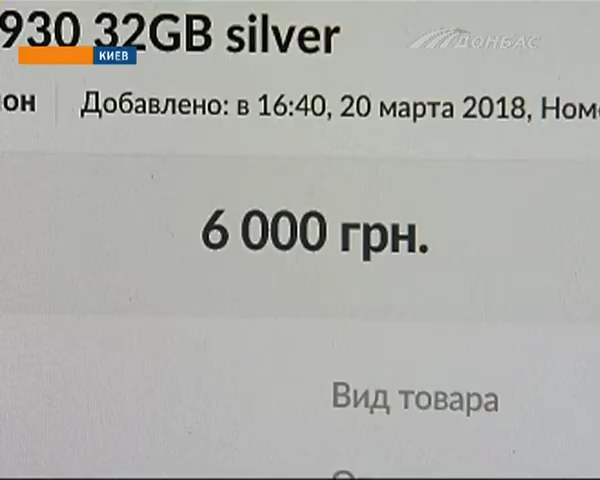 930 32GB silver
ДОНБАС
КИЕВ
он Добавлено: в 16:40, 20 марта 2018, Ном
6 000 грн.
Вид товара